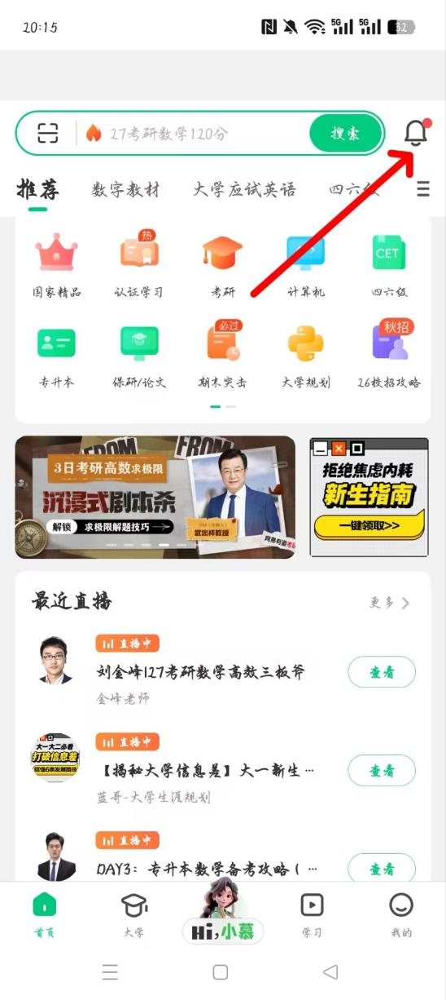 20:15
5G
5G
32
27考研数学120分
搜索
推荐
数字教材
大学应试英语
四六级
热
CET
国家精品
认证学习
考研
计算机
四六级
必过
秋招
专升本
保研/论文
期末突击
大学规划
26校招攻略
FROM
FROM
3日考研高数求极限
沉浸式剧本杀
解锁
求极限解题技巧
武忠祥教授
网易有道考研
拒绝焦虑内耗
新生指南
一键领取>>
最近直播
更多
直播中
刘金峰127考研数学高数三板斧
查看
金峰老师
大一大二必看
打破信息差
搞懂6条发展路径
直播中
【揭秘大学信息差】大一新生…
查看
蓝哥-大学生涯规划
直播中
DAY3：专升本数学备考攻略（…
查看
Hi,小慕
首页
大学
学习
我的